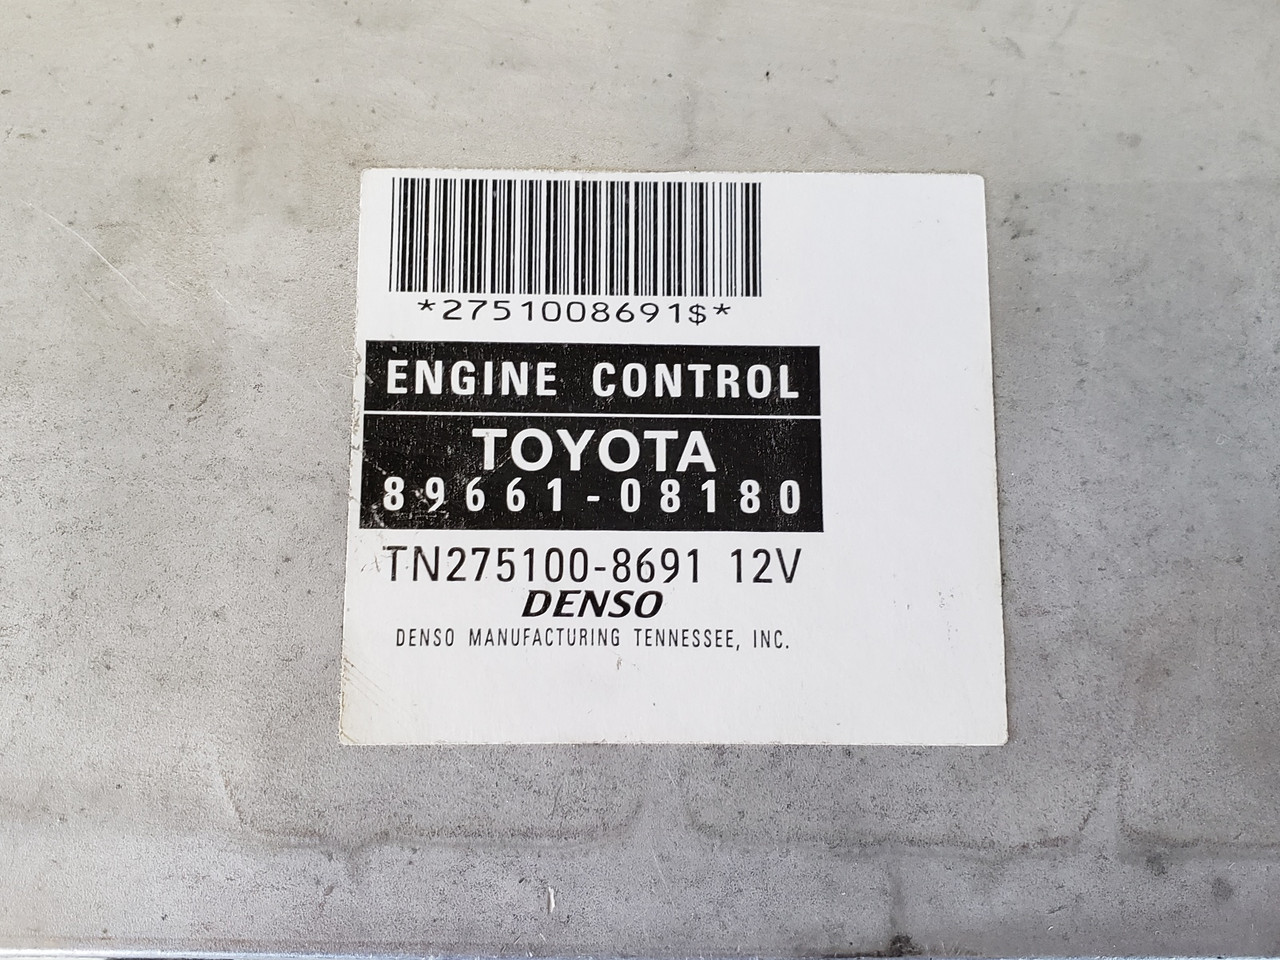 *2751008691$*
ENGINE CONTROL
TOYOTA
89661-08180
TN275100-8691 12V
DENSO
DENSO MANUFACTURING TENNESSEE, INC.